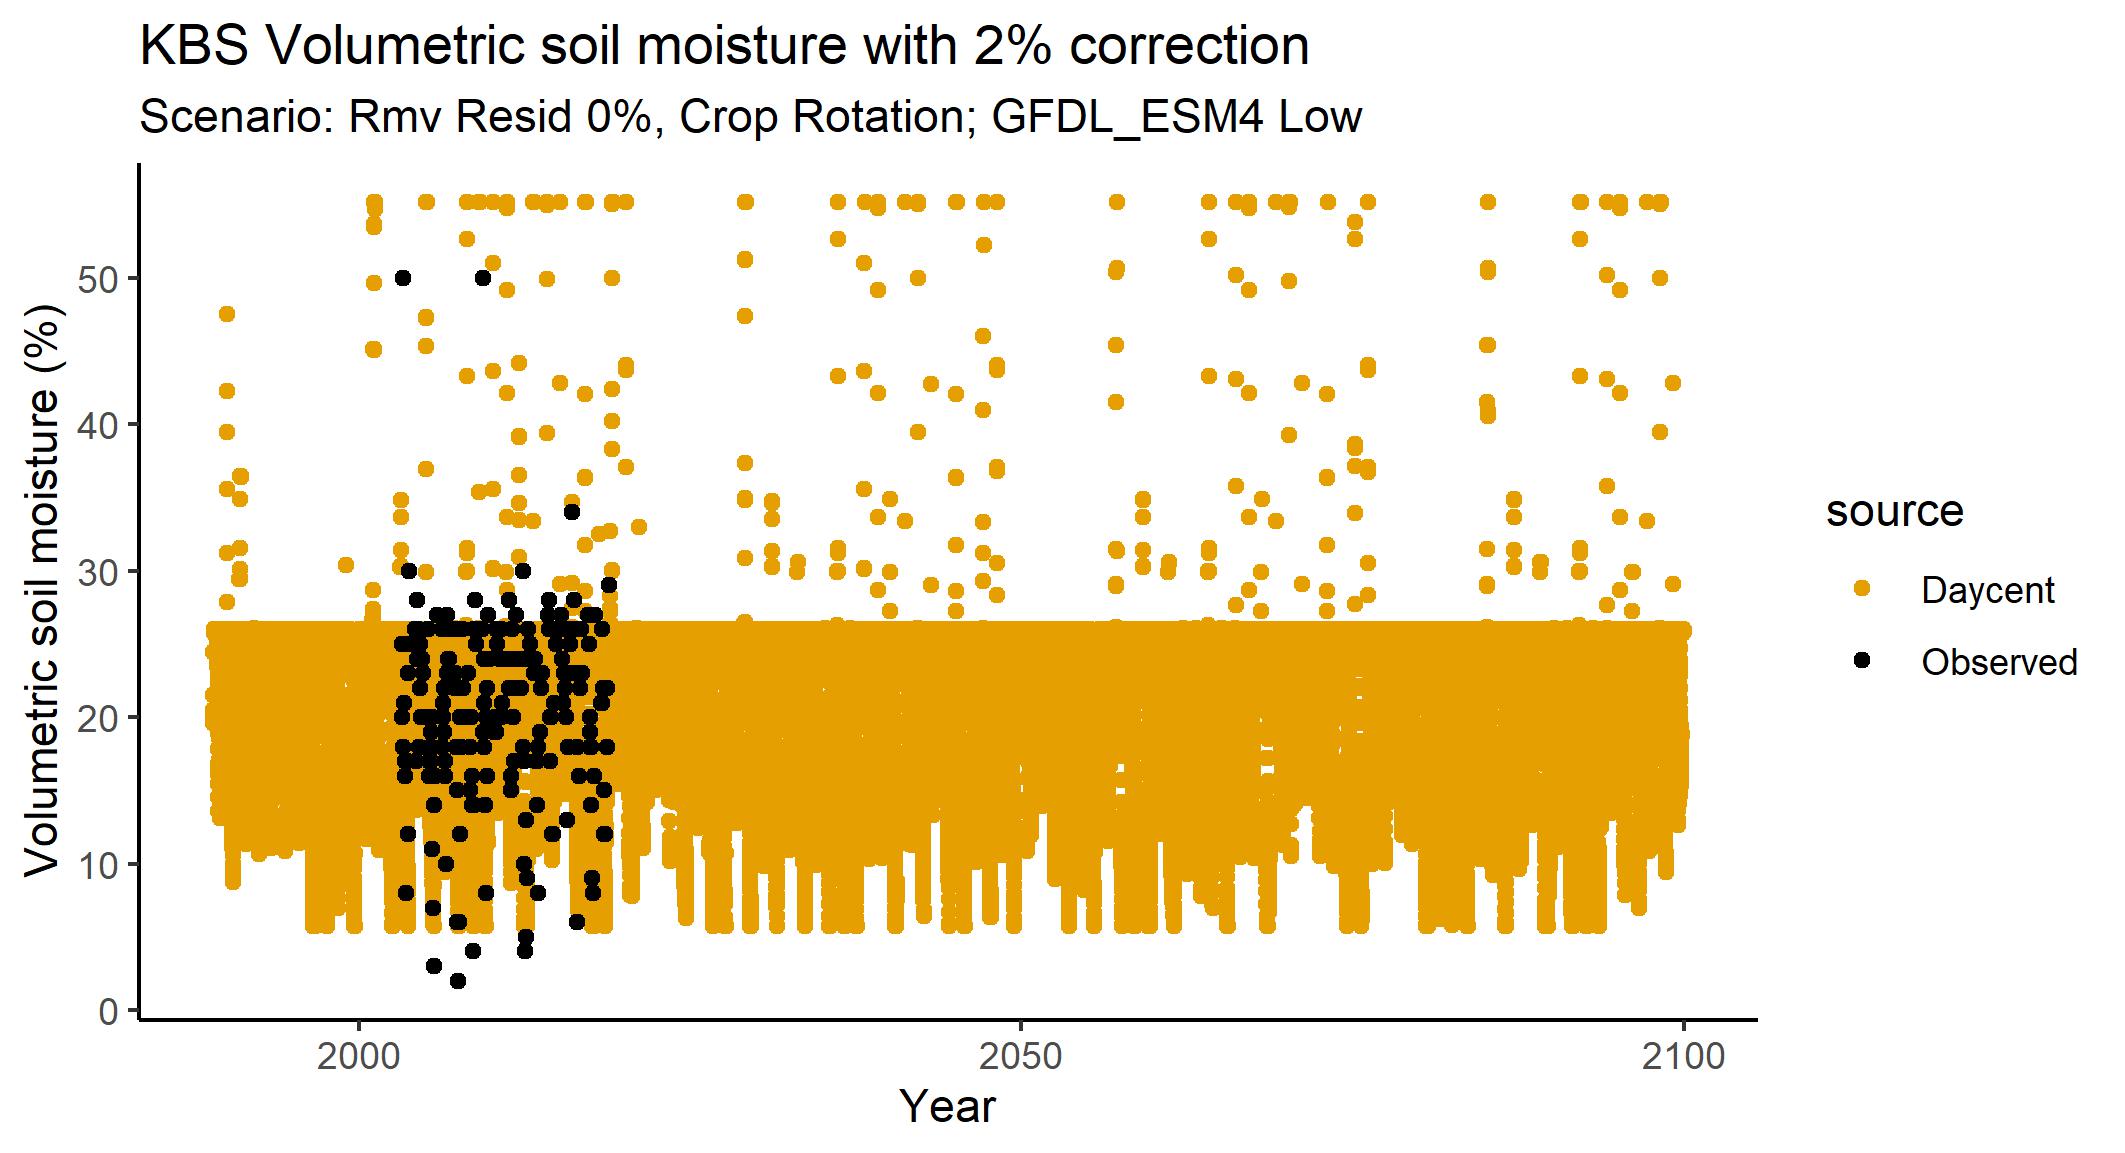 KBS Volumetric soil moisture with 2% correction
Scenario: Rmv Resid 0%, Crop Rotation; GFDL_ESM4 Low
Volumetric soil moisture (%)
50
40
30
20
10
0
2000
2050
2100
Year
source
Daycent
Observed